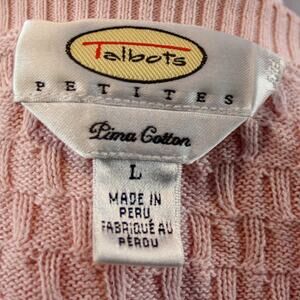 Talbots
PETITES
Pima Cotton
L
MADE IN
PERU
FABRIQUÉ AU
PÉROU